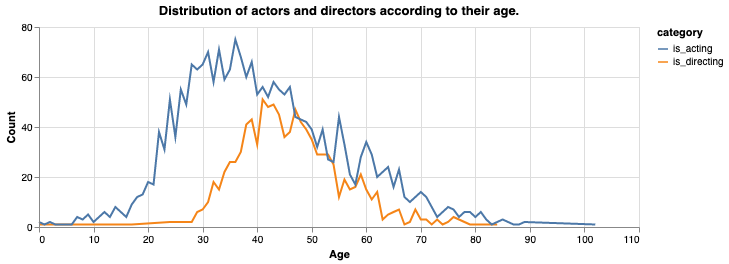 Distribution of actors and directors according to their age.
category
is_acting
is_directing
Count
80
60
40
20
0
0 10 20 30 40 50 60 70 80 90 100 110
Age